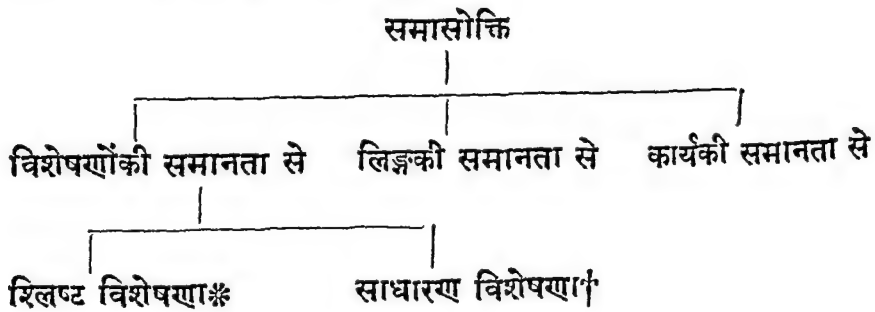 समासोक्ति
विशेषणोंकी समानता से लिङ्गकी समानता से कार्यकी समानता से
श्लिष्ट विशेषणा※ साधारण विशेषणा†